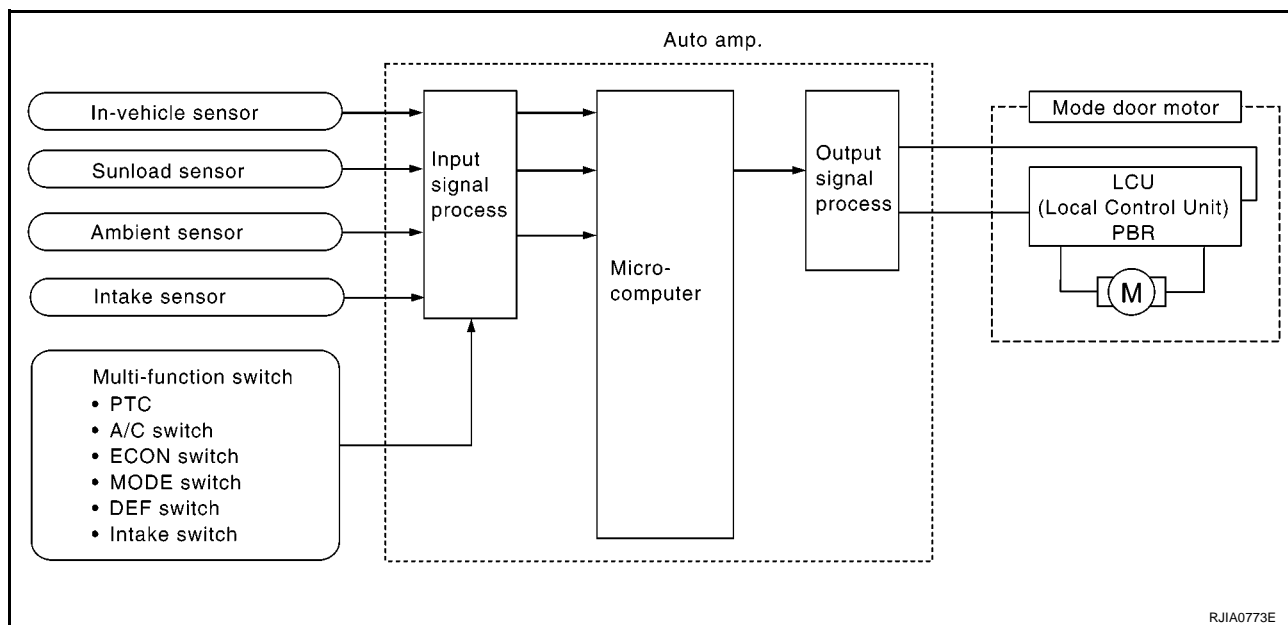 Auto amp.
In-vehicle sensor
Sunload sensor
Ambient sensor
Intake sensor
Multi-function switch
• PTC
• A/C switch
• ECON switch
• MODE switch
• DEF switch
• Intake switch
Input
signal
process
Micro-
computer
Output
signal
process
Mode door motor
LCU
(Local Control Unit)
PBR
M
RJIA0773E